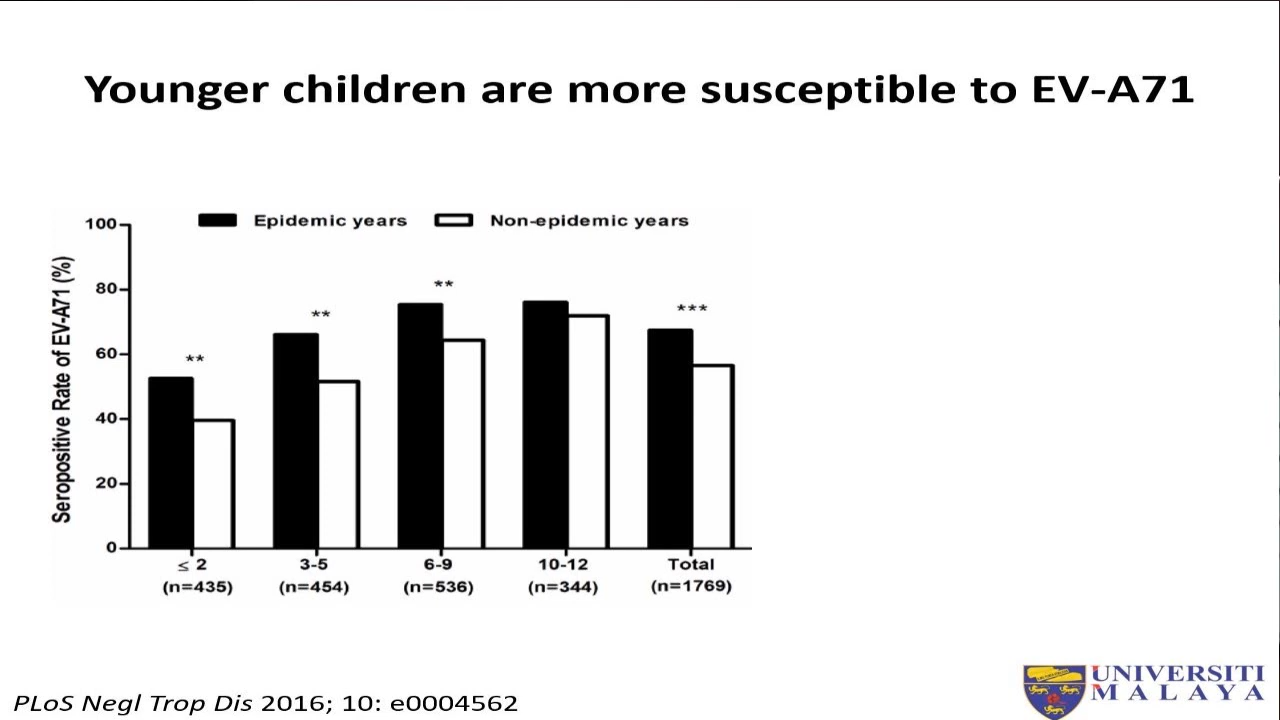 Younger children are more susceptible to EV-A71
Epidemic years Non-epidemic years
Seropositive Rate of EV-A71 (%)
100
80
60
40
20
0
** ** ** ***
≤ 2 3-5 6-9 10-12 Total
(n=435) (n=454) (n=536) (n=344) (n=1769)
PLoS Negl Trop Dis 2016; 10: e0004562
UNIVERSITI
MALAYA